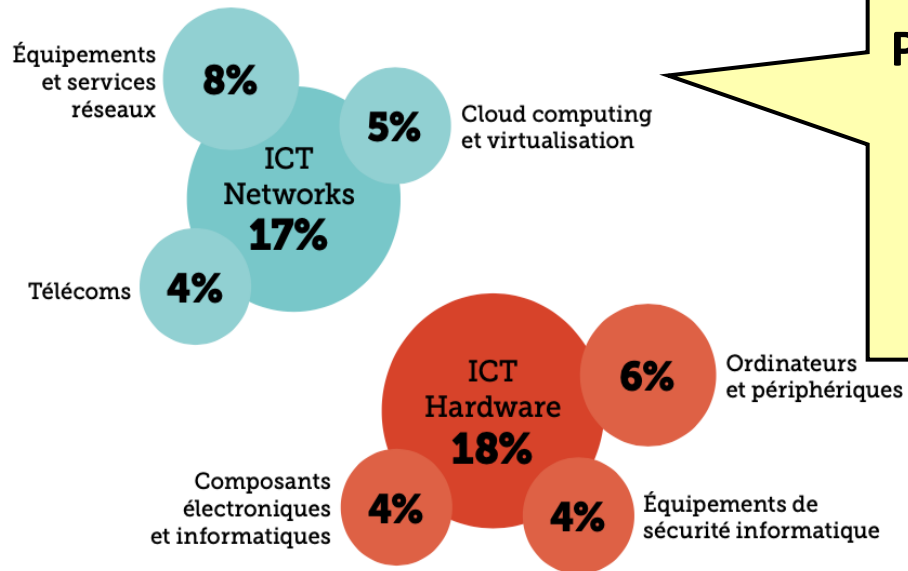 Équipements
et services
réseaux
8%
5%
Cloud computing
et virtualisation
ICT
Networks
17%
Télécoms
4%
ICT
Hardware
18%
6%
Ordinateurs
et périphériques
Composants
électroniques
et informatiques
4%
4%
Équipements de
sécurité informatique
P